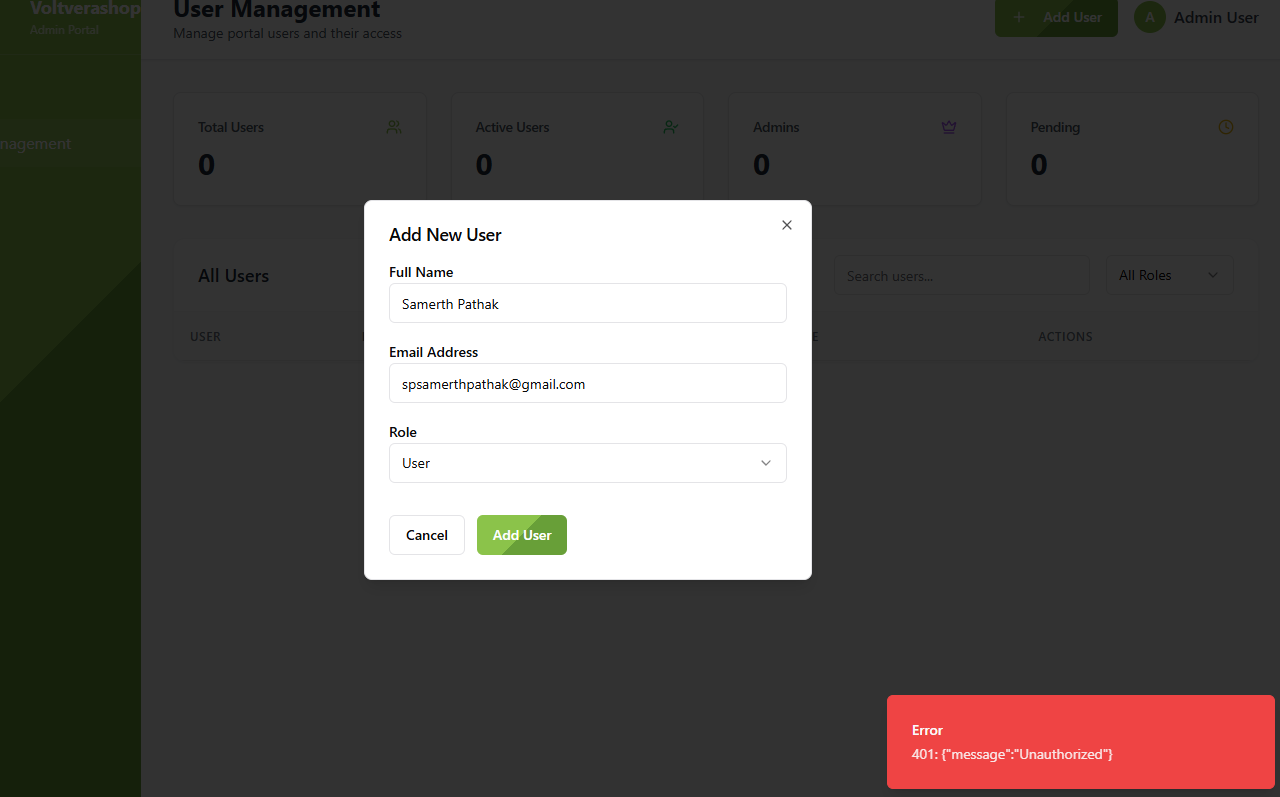 Voltverashop
Admin Portal
nagement
User Management
Manage portal users and their access
+ Add User
A
Admin User
Total Users
0
Active Users
0
Admins
0
Pending
0
All Users
Search users...
All Roles
USER
ACTIONS
Add New User
Full Name
Samerth Pathak
Email Address
spsamerthpathak@gmail.com
Role
User
Cancel
Add User
Error
401: {"message":"Unauthorized"}